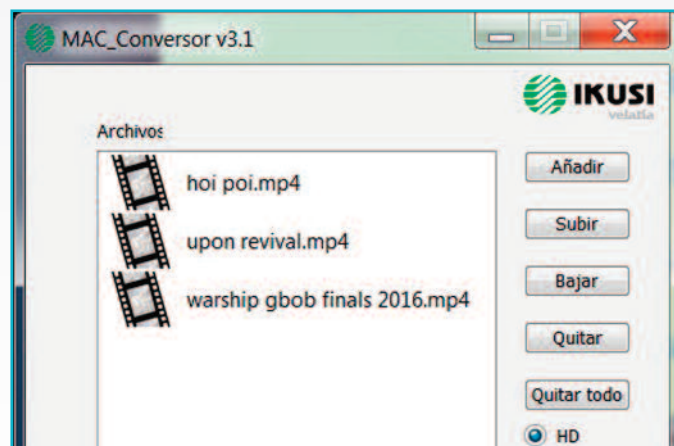 MAC_Conversor v3.1
IKUSI
velatia
Archivos
hoi poi.mp4
upon revival.mp4
warship gbob finals 2016.mp4
Añadir
Subir
Bajar
Quitar
Quitar todo
HD